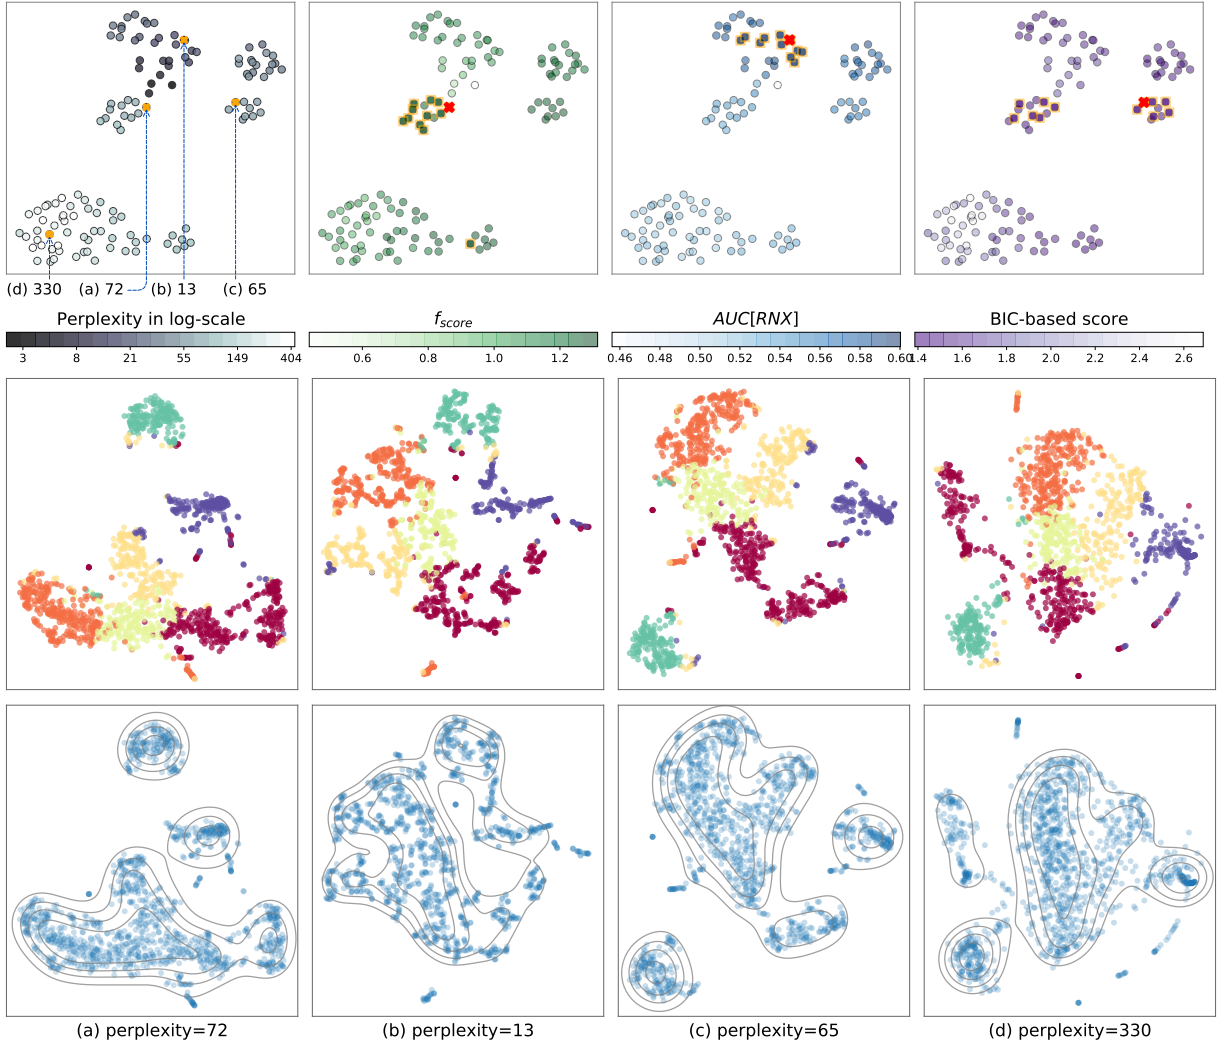 (d) 330 (a) 72 (b) 13 (c) 65
Perplexity in log-scale
3 8 21 55 149 404
f_score
0.6 0.8 1.0 1.2
AUC[RNX]
0.46 0.48 0.50 0.52 0.54 0.56 0.58 0.60
BIC-based score
1.4 1.6 1.8 2.0 2.2 2.4 2.6
(a) perplexity=72
(b) perplexity=13
(c) perplexity=65
(d) perplexity=330